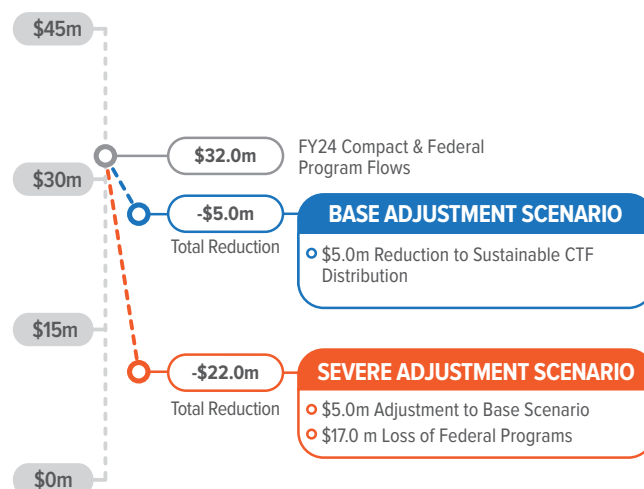 $45m
$32.0m
FY24 Compact & Federal
Program Flows
$30m
-$5.0m
Total Reduction
BASE ADJUSTMENT SCENARIO
$5.0m Reduction to Sustainable CTF
Distribution
$15m
-$22.0m
Total Reduction
SEVERE ADJUSTMENT SCENARIO
$5.0m Adjustment to Base Scenario
$17.0 m Loss of Federal Programs
$0m